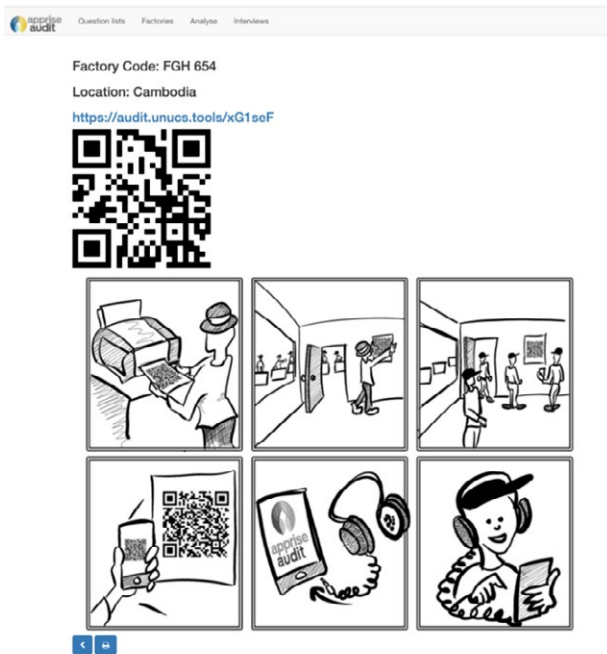 apprise audit Question lists Factories Analyse Interviews
Factory Code: FGH 654
Location: Cambodia
https://audit.unucs.tools/xG1seF
apprise
audit